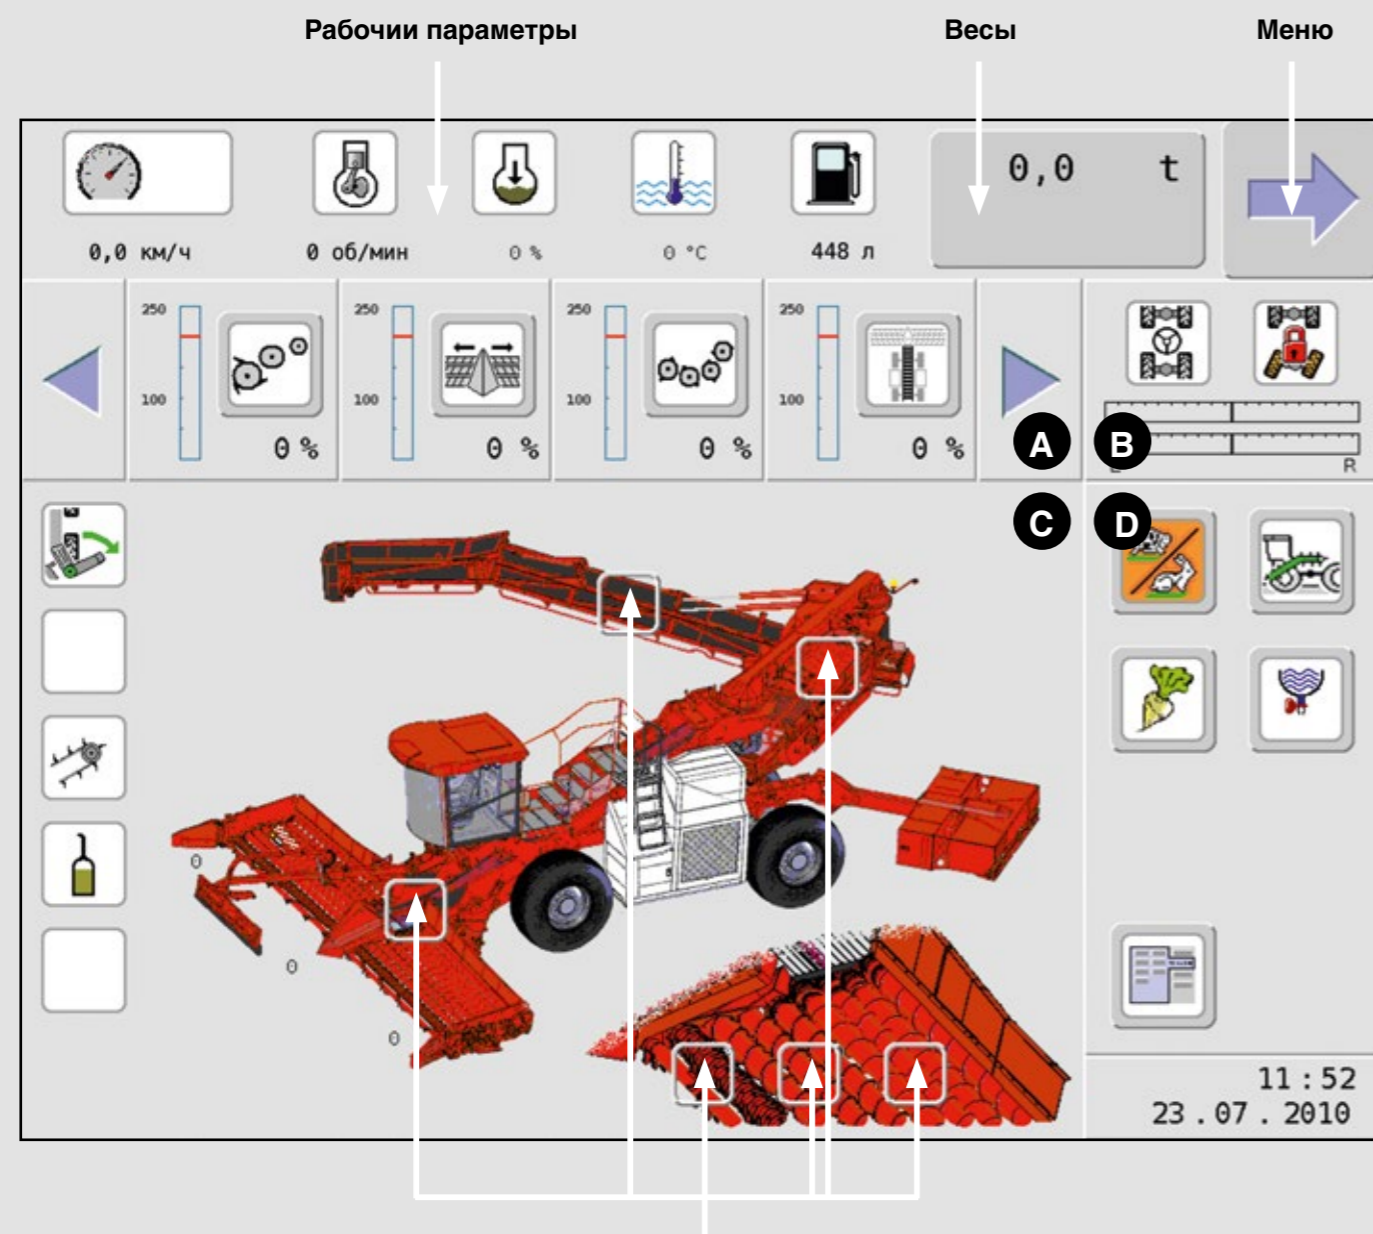 Рабочии параметры Весы Меню
0,0 t
0,0 км/ч 0 об/мин 0 % 0 °C 448 л
250 250 250 250
100 100 100 100
0 % 0 % 0 % 0 %
A B
R
C D
0
0
0
11:52
23.07.2010